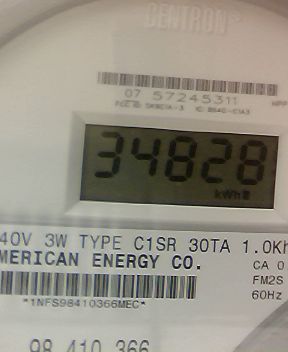 CENTRON
07 57245311
34828
kWh
40V 3W TYPE C1SR 30TA 1.0Kh
MERICAN ENERGY CO.
CA 0
FM2S
60Hz
*1NFS98410366MEC*
98 410 366